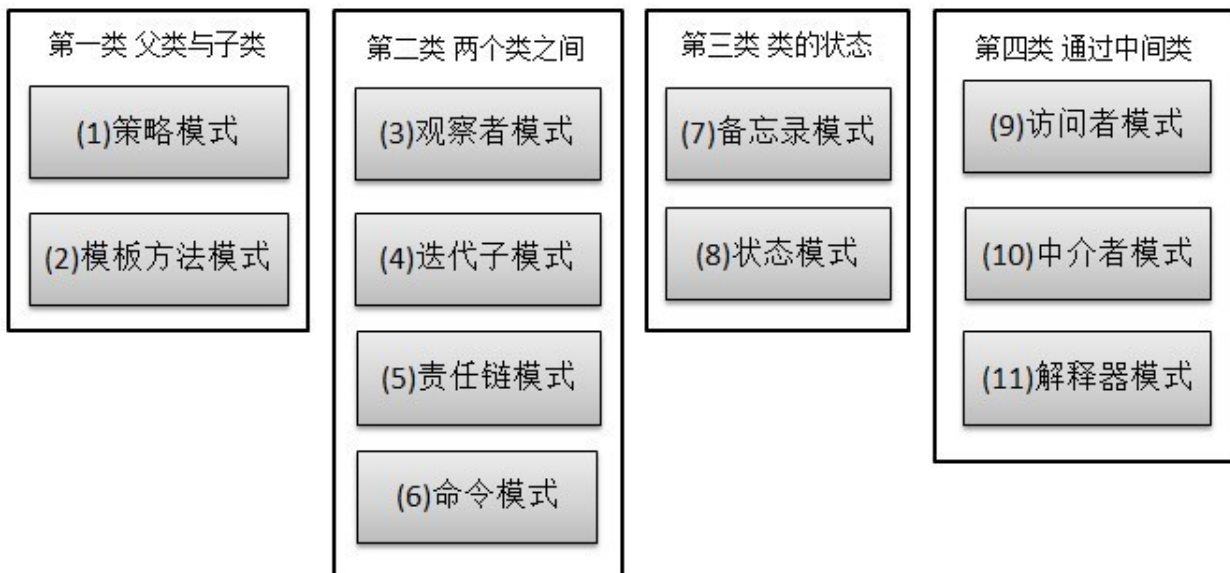 第一类 父类与子类
(1)策略模式
(2)模板方法模式
第二类 两个类之间
(3)观察者模式
(4)迭代子模式
(5)责任链模式
(6)命令模式
第三类 类的状态
(7)备忘录模式
(8)状态模式
第四类 通过中间类
(9)访问者模式
(10)中介者模式
(11)解释器模式